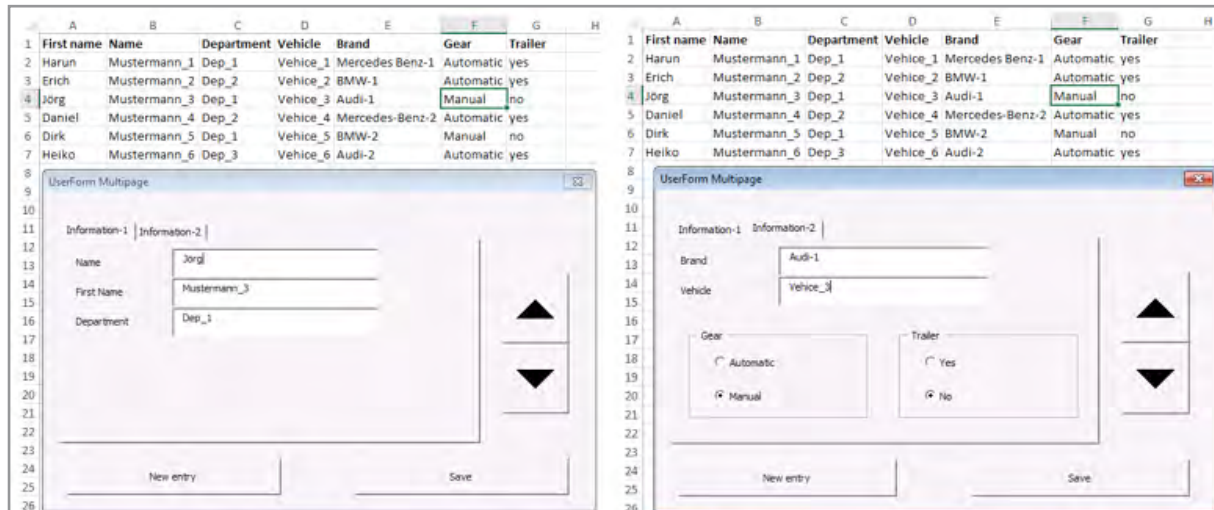 A B C D E F G H
1 First name Name Department Vehicle Brand Gear Trailer
2 Harun Mustermann_1 Dep_1 Vehice_1 Mercedes Benz-1 Automatic yes
3 Erich Mustermann_2 Dep_2 Vehice_2 BMW-1 Automatic yes
4 Jörg Mustermann_3 Dep_1 Vehice_3 Audi-1 Manual no
5 Daniel Mustermann_4 Dep_2 Vehice_4 Mercedes-Benz-2 Automatic yes
6 Dirk Mustermann_5 Dep_1 Vehice_5 BMW-2 Manual no
7 Heiko Mustermann_6 Dep_3 Vehice_6 Audi-2 Automatic yes
8
UserForm Multipage
9
10
11 Information-1 Information-2
12
Name Jörg
13
14 First Name Mustermann_3
15
16 Department Dep_1
17
18
19
20
21
22
23
24 New entry Save
25
26
A B C D E F G H
1 First name Name Department Vehicle Brand Gear Trailer
2 Harun Mustermann_1 Dep_1 Vehice_1 Mercedes Benz-1 Automatic yes
3 Erich Mustermann_2 Dep_2 Vehice_2 BMW-1 Automatic yes
4 Jörg Mustermann_3 Dep_1 Vehice_3 Audi-1 Manual no
5 Daniel Mustermann_4 Dep_2 Vehice_4 Mercedes-Benz-2 Automatic yes
6 Dirk Mustermann_5 Dep_1 Vehice_5 BMW-2 Manual no
7 Heiko Mustermann_6 Dep_3 Vehice_6 Audi-2 Automatic yes
8
UserForm Multipage
9
10
11 Information-1 Information-2
12
Brand Audi-1
13
14 Vehicle Vehice_3
15
16
17 Gear Trailer
18 Automatic Yes
19
20 Manual No
21
22
23
24 New entry Save
25
26